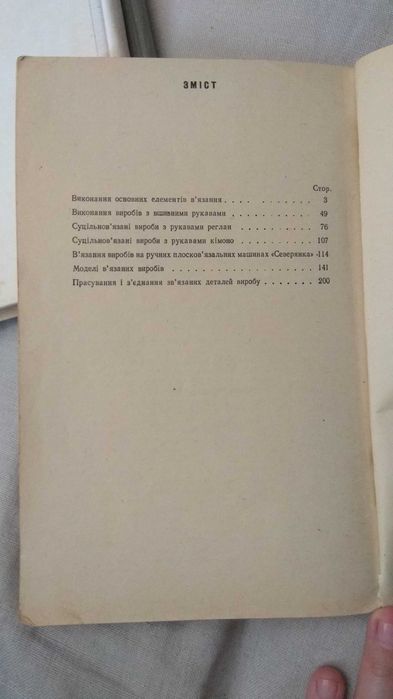 ЗМІСТ
Стор.
Виконання основних елементів в'язання . . . . . . . . . . 3
Виконання виробів з вшивними рукавами . . . . . . . . 49
Суцільнов'язані вироби з рукавами реглан . . . . . . . 76
Суцільнов'язані вироби з рукавами кімоно . . . . . . . 107
В'язання виробів на ручних плосков'язальних машинах «Северянка» 114
Моделі в'язаних виробів . . . . . . . . . . . . . . 141
Прасування і з'єднання зв'язаних деталей виробу . . . . . . . 200